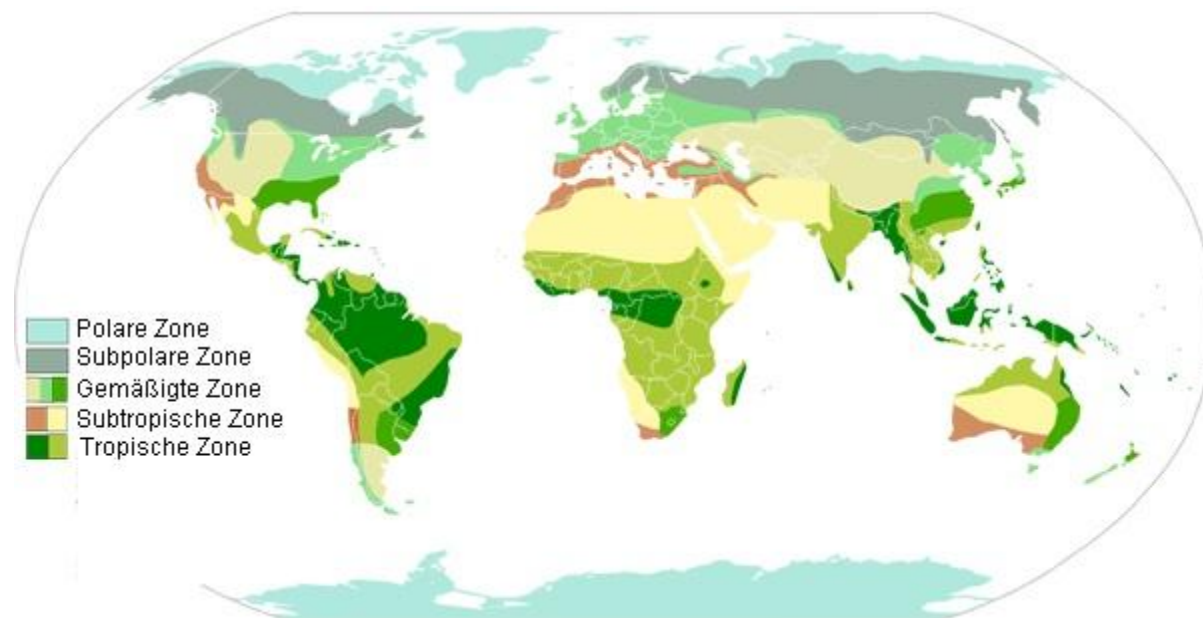 Polare Zone
Subpolare Zone
Gemäßigte Zone
Subtropische Zone
Tropische Zone